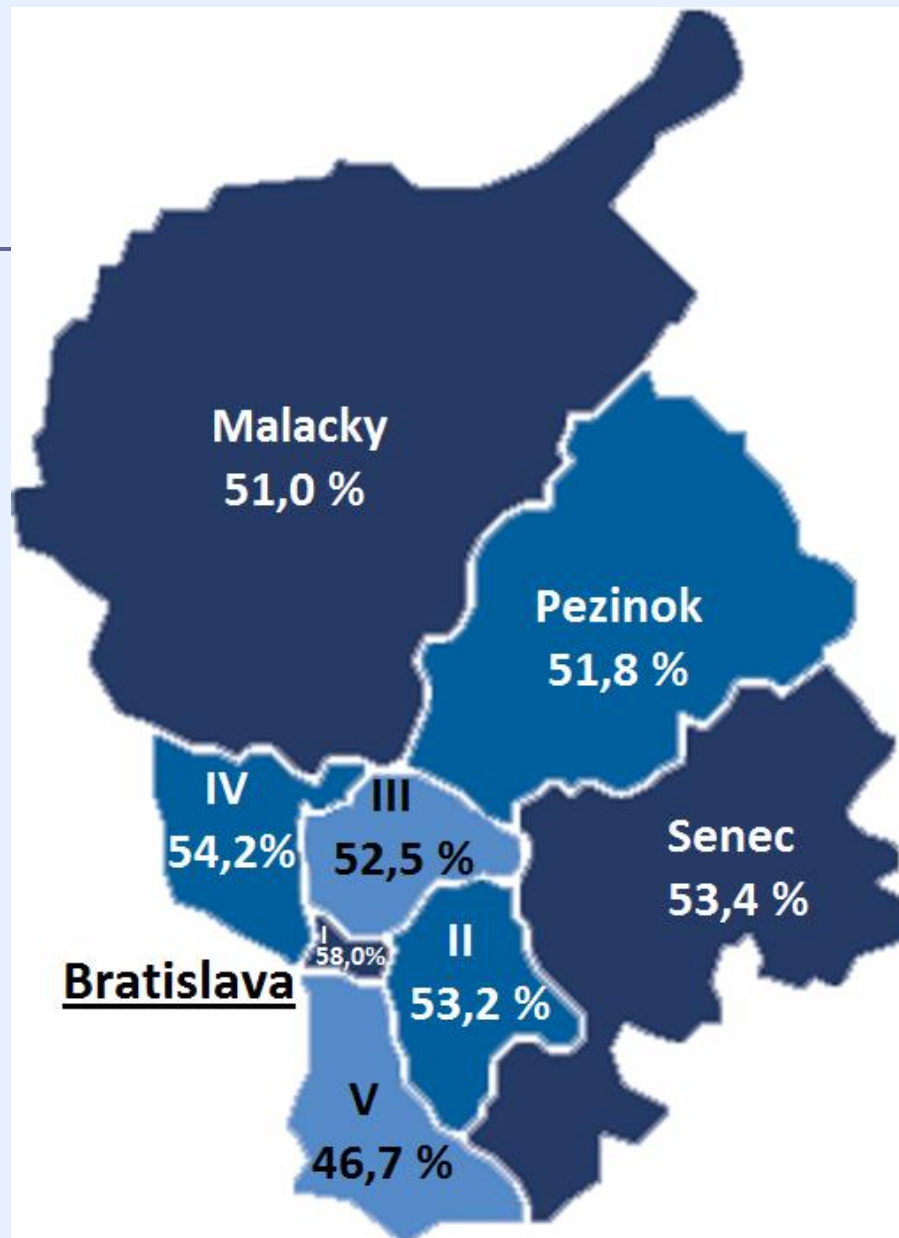 Malacky
51,0 %
Pezinok
51,8 %
IV
54,2%
III
52,5 %
Senec
53,4 %
I
58,0%
II
53,2 %
Bratislava
V
46,7 %